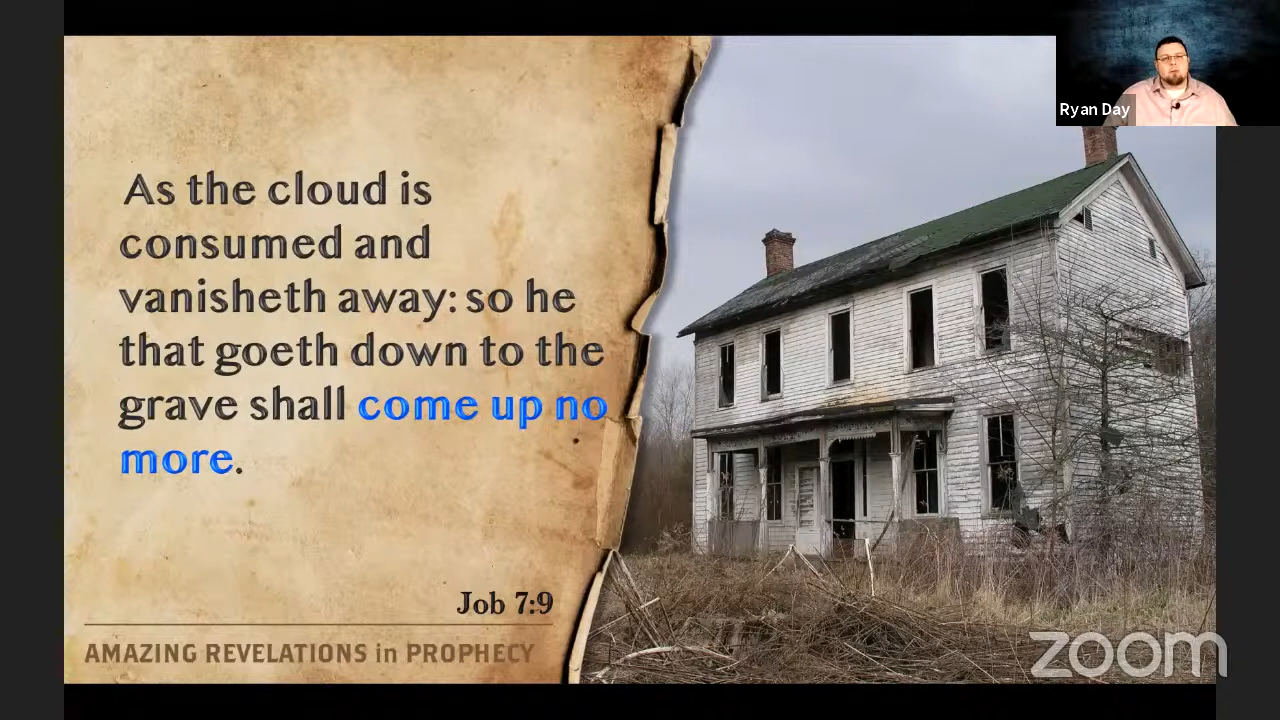 Ryan Day
As the cloud is
consumed and
vanisheth away: so he
that goeth down to the
grave shall come up no
more.
Job 7:9
AMAZING REVELATIONS in PROPHECY
zoom